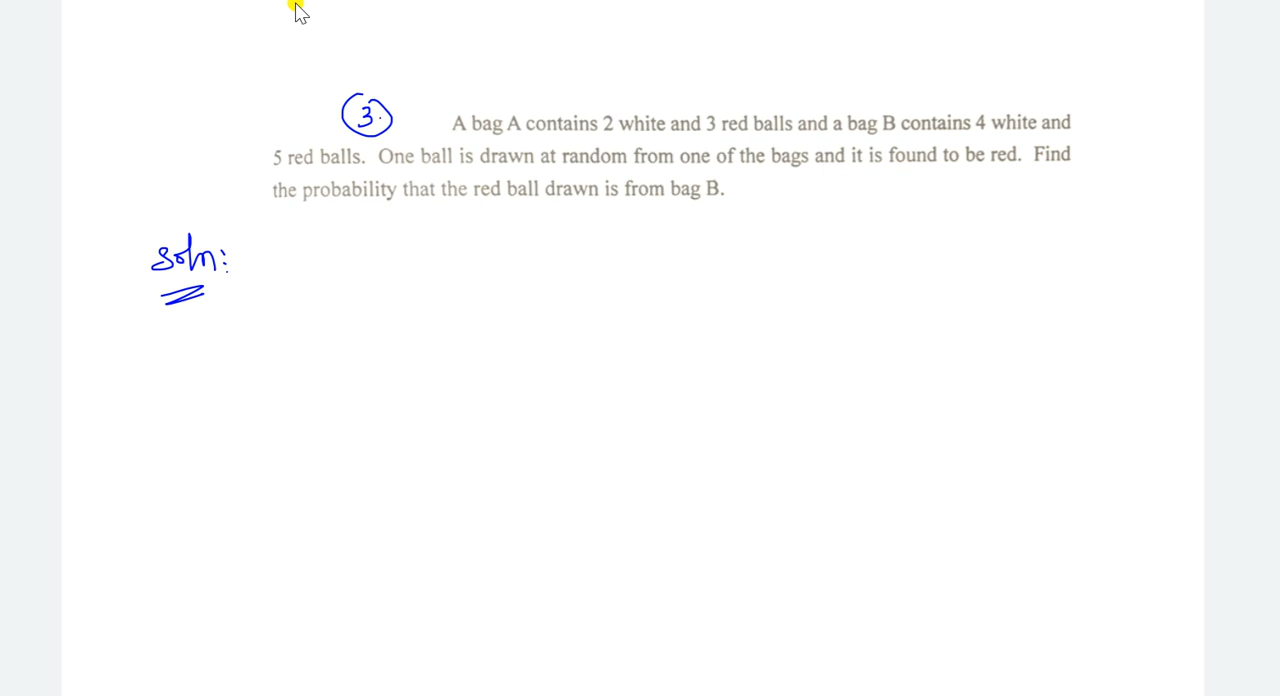 3.
A bag A contains 2 white and 3 red balls and a bag B contains 4 white and
5 red balls. One ball is drawn at random from one of the bags and it is found to be red. Find
the probability that the red ball drawn is from bag B.
Soln: